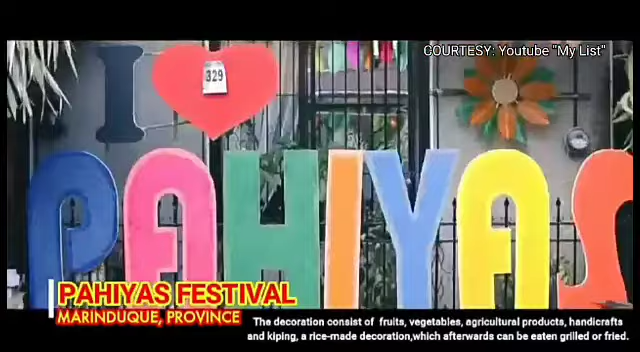 COURTESY: Youtube "My List"
I
329
PAHIYAS
PAHIYAS FESTIVAL
MARINDUQUE, PROVINCE
The decoration consist of fruits, vegetables, agricultural products, handicrafts
and kiping, a rice-made decoration,which afterwards can be eaten grilled or fried.